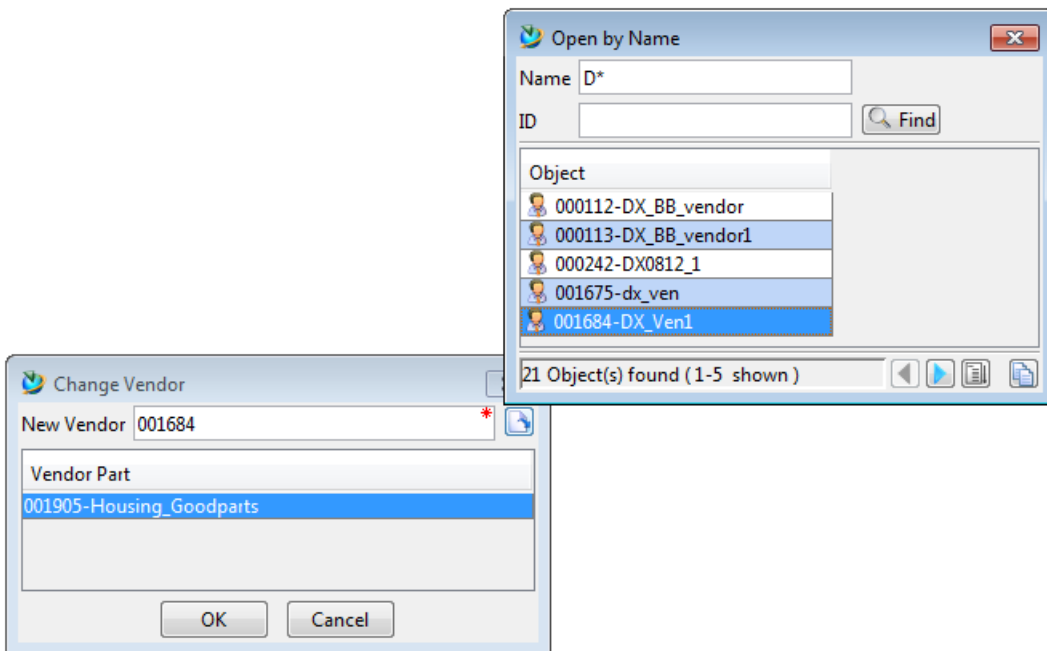 Open by Name
Name D*
ID
Find
Object
000112-DX_BB_vendor
000113-DX_BB_vendor1
000242-DX0812_1
001675-dx_ven
001684-DX_Ven1
21 Object(s) found ( 1-5 shown )
Change Vendor
New Vendor 001684 *
Vendor Part
001905-Housing_Goodparts
OK Cancel